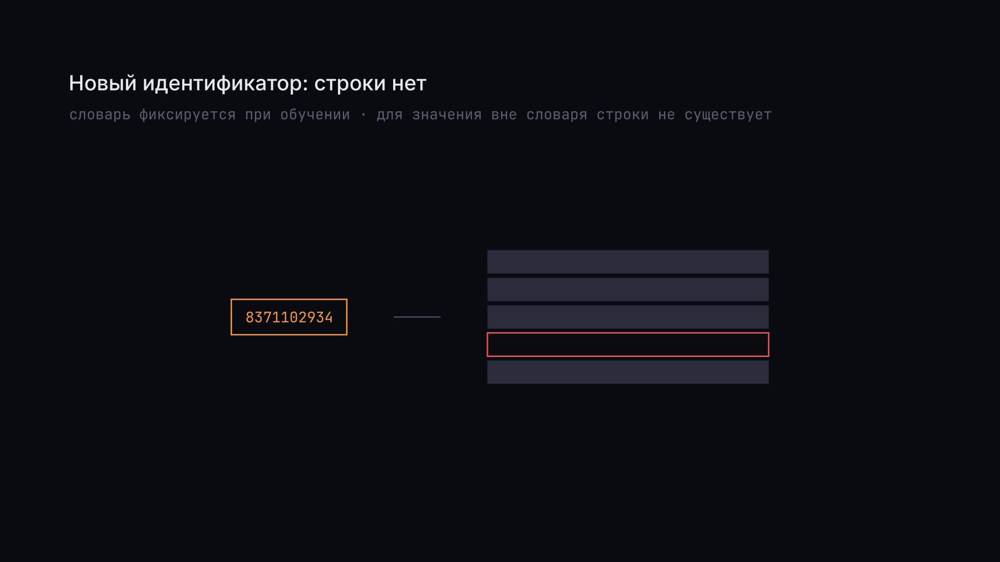 Новый идентификатор: строки нет
словарь фиксируется при обучении · для значения вне словаря строки не существует
8371102934